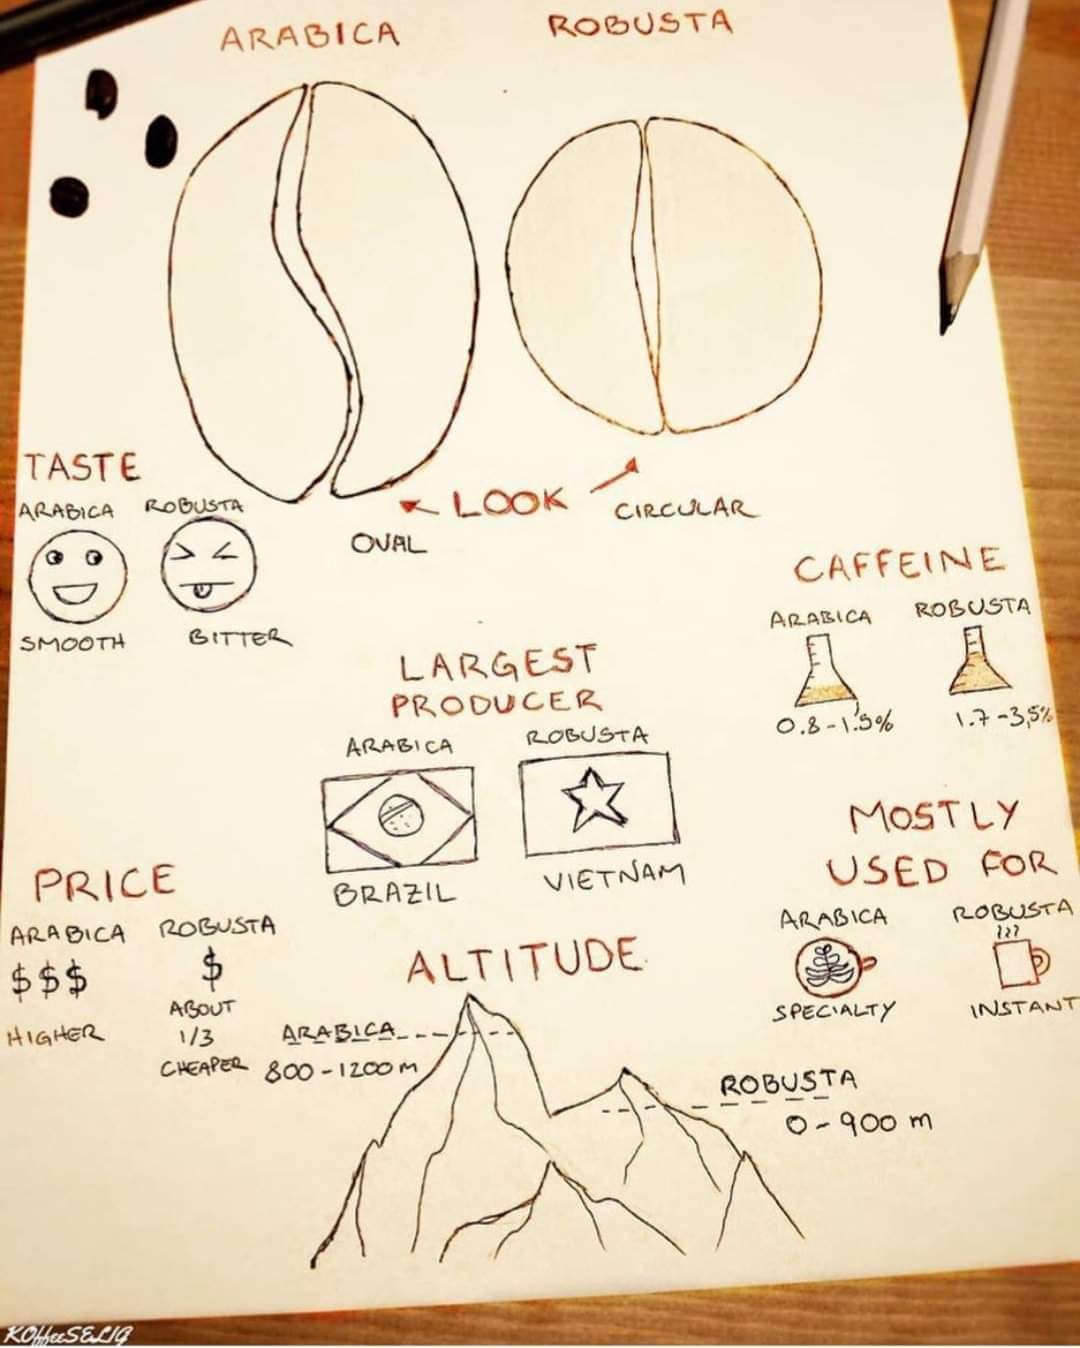 ARABICA
ROBUSTA
LOOK
OVAL
CIRCULAR
TASTE
ARABICA
ROBUSTA
SMOOTH
BITTER
CAFFEINE
ARABICA
ROBUSTA
0.8-1.5%
1.7-3,5%
LARGEST
PRODUCER
ARABICA
ROBUSTA
BRAZIL
VIETNAM
MOSTLY
USED FOR
ARABICA
ROBUSTA
SPECIALTY
INSTANT
PRICE
ARABICA
ROBUSTA
$$$
$
HIGHER
ABOUT
1/3
CHEAPER
ALTITUDE
ARABICA
800-1200 M
ROBUSTA
0-900 m
KOffeeSELIG